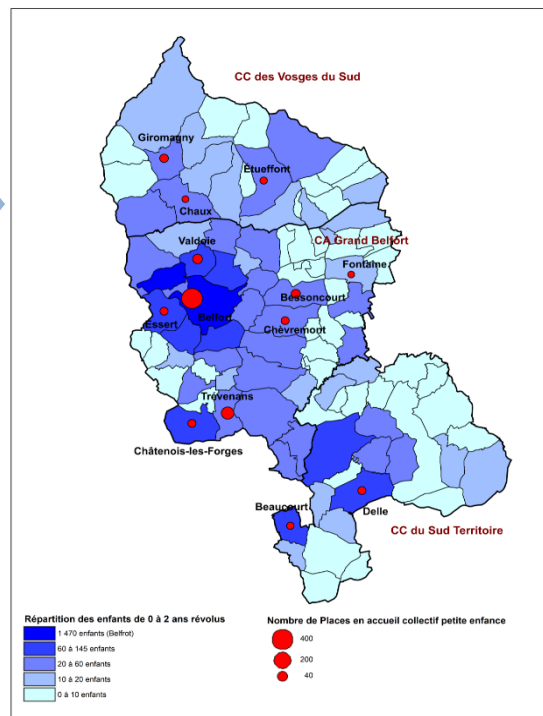 CC des Vosges du Sud
Giromagny
Étueffont
Chaux
Valdoie
CA Grand Belfort
Fontaine
Bessoncourt
Belfort
Essert
Chèvremont
Trévenans
Châtenois-les-Forges
Beaucourt
Delle
CC du Sud Territoire
Répartition des enfants de 0 à 2 ans révolus
1 470 enfants (Belfrot)
60 à 145 enfants
20 à 60 enfants
10 à 20 enfants
0 à 10 enfants
Nombre de Places en accueil collectif petite enfance
400
200
40